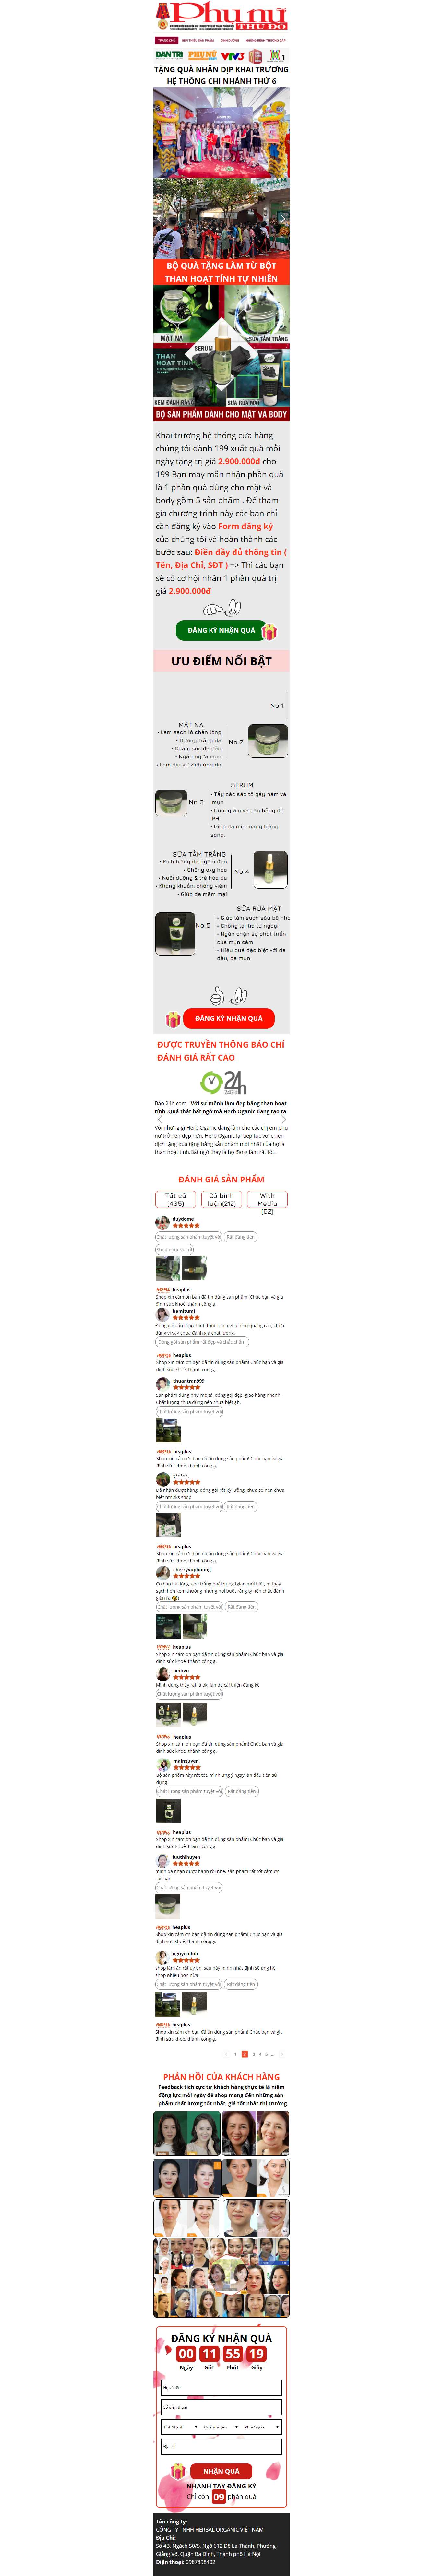 Phụ nữ
THỦ ĐÔ
TRANG CHỦ GIỚI THIỆU SẢN PHẨM DINH DƯỠNG NHỮNG BỆNH THƯỜNG GẶP
DÂN TRÍ PHỤ NỮ VTV3 H1
TẶNG QUÀ NHÂN DỊP KHAI TRƯƠNG
HỆ THỐNG CHI NHÁNH THỨ 6
BỘ QUÀ TẶNG LÀM TỪ BỘT
THAN HOẠT TÍNH TỰ NHIÊN
MẶT NẠ
SỮA TẮM TRẮNG
SERUM
THAN
HOẠT TÍNH
KEM ĐÁNH RĂNG
SỮA RỬA MẶT
BỘ SẢN PHẨM DÀNH CHO MẶT VÀ BODY
Khai trương hệ thống cửa hàng
chúng tôi dành 199 xuất quà mỗi
ngày tặng trị giá 2.900.000đ cho
199 Bạn may mắn nhận phần quà
là 1 phần quà dùng cho mặt và
body gồm 5 sản phẩm . Để tham
gia chương trình này các bạn chỉ
cần đăng ký vào Form đăng ký
của chúng tôi và hoàn thành các
bước sau: Điền đầy đủ thông tin (
Tên, Địa Chỉ, SĐT ) => Thì các bạn
sẽ có cơ hội nhận 1 phần quà trị
giá 2.900.000đ
ĐĂNG KÝ NHẬN QUÀ
ƯU ĐIỂM NỔI BẬT
No 1
MẶT NẠ
• Làm sạch lỗ chân lông
• Dưỡng trắng da
• Chăm sóc da dầu
• Ngăn ngừa mụn
• Làm dịu sự kích ứng da
No 2
SERUM
• Tẩy các sắc tố gây nám và
mụn
• Dưỡng ẩm và cân bằng độ
PH
• Giúp da mịn màng trắng
sáng.
No 3
SỮA TẮM TRẮNG
• Kích trắng da ngăm đen
• Chống oxy hóa
• Nuôi dưỡng & trẻ hóa da
• Kháng khuẩn, chống viêm
• Giúp da mềm mại
No 4
SỮA RỬA MẶT
• Giúp làm sạch sâu bã nhờ
• Chống lại tia tử ngoại
• Ngăn chặn sự phát triển
của mụn cám
• Hiệu quả đặc biệt với da
dầu, da mụn
No 5
ĐĂNG KÝ NHẬN QUÀ
ĐƯỢC TRUYỀN THÔNG BÁO CHÍ
ĐÁNH GIÁ RẤT CAO
24h
Báo 24h.com - Với sư mệnh làm đẹp bằng than hoạt
tính .Quả thật bất ngờ mà Herb Oganic đang tạo ra
Với những gì Herb Oganic đang làm cho các chị em phụ
nữ trở nên đẹp hơn. Herb Oganic lại tiếp tục với chiến
dịch tặng quà tặng bằng sản phẩm mới nhất của họ là
than hoạt tính.Bất ngờ thay là họ đang làm rất tốt.
ĐÁNH GIÁ SẢN PHẨM
Tất cả
(485)
Có bình
luận(212)
With
Media
(62)
duydome
Chất lượng sản phẩm tuyệt vời Rất đáng tiền
Shop phục vụ tốt
heaplus
Shop xin cảm ơn bạn đã tin dùng sản phẩm! Chúc bạn và gia
đình sức khoẻ, thành công ạ.
hamitumi
Đóng gói cẩn thận, hình thức bên ngoài như quảng cáo, chưa
dùng vì vậy chưa đánh giá chất lượng.
Đóng gói sản phẩm rất đẹp và chắc chắn
heaplus
Shop xin cảm ơn bạn đã tin dùng sản phẩm! Chúc bạn và gia
đình sức khoẻ, thành công ạ.
thuantran999
Sản phẩm đúng như mô tả, đóng gói đẹp, giao hàng nhanh.
Chất lượng chưa dùng nên chưa biết ạh.
Chất lượng sản phẩm tuyệt vời
heaplus
Shop xin cảm ơn bạn đã tin dùng sản phẩm! Chúc bạn và gia
đình sức khoẻ, thành công ạ.
s*****.
Đã nhận được hàng, đóng gói rất kỹ lưỡng, chưa sd nên chưa
biết ntn.tks shop
Chất lượng sản phẩm tuyệt vời Rất đáng tiền
heaplus
Shop xin cảm ơn bạn đã tin dùng sản phẩm! Chúc bạn và gia
đình sức khoẻ, thành công ạ.
cherryvuphuong
Cơ bản hài lòng, còn trắng phải dùng tgian mới biết, m thấy
sạch hơn kem thường nhưng hơi buốt răng tý nên chắc đánh
giãn ra
Chất lượng sản phẩm tuyệt vời Rất đáng tiền
heaplus
Shop xin cảm ơn bạn đã tin dùng sản phẩm! Chúc bạn và gia
đình sức khoẻ, thành công ạ.
binhvu
Mình dùng thấy rất là ok. làn da cải thiện đáng kể
Chất lượng sản phẩm tuyệt vời
heaplus
Shop xin cảm ơn bạn đã tin dùng sản phẩm! Chúc bạn và gia
đình sức khoẻ, thành công ạ.
mainguyen
Bộ sản phẩm này rất tốt, mình ưng ý ngay lần đầu tiên sử
dụng
Chất lượng sản phẩm tuyệt vời Rất đáng tiền
heaplus
Shop xin cảm ơn bạn đã tin dùng sản phẩm! Chúc bạn và gia
đình sức khoẻ, thành công ạ.
luuthihuyen
mình đã nhận được hành rồi nhé, sản phẩm rất tốt cảm ơn
các bạn
Chất lượng sản phẩm tuyệt vời
heaplus
Shop xin cảm ơn bạn đã tin dùng sản phẩm! Chúc bạn và gia
đình sức khoẻ, thành công ạ.
nguyenlinh
shop làm ăn rất uy tín, sau này mình nhất định sẽ ủng hộ
shop nhiều hơn nữa
Chất lượng sản phẩm tuyệt vời Rất đáng tiền
heaplus
Shop xin cảm ơn bạn đã tin dùng sản phẩm! Chúc bạn và gia
đình sức khoẻ, thành công ạ.
1 2 3 4 5 ...
PHẢN HỒI CỦA KHÁCH HÀNG
Feedback tích cực từ khách hàng thực tế là niềm
động lực mỗi ngày để shop mang đến những sản
phẩm chất lượng tốt nhất, giá tốt nhất thị trường
ĐĂNG KÝ NHẬN QUÀ
00 11 55 19
Ngày Giờ Phút Giây
Họ và tên
Số điện thoại
Tỉnh/thành Quận/huyện Phường/xã
Địa chỉ
NHẬN QUÀ
NHANH TAY ĐĂNG KÝ
Chỉ còn 09 phần quà
Tên công ty:
CÔNG TY TNHH HERBAL ORGANIC VIỆT NAM
Địa Chỉ:
Số 4B, Ngách 50/5, Ngõ 612 Đê La Thành, Phường
Giảng Võ, Quận Ba Đình, Thành phố Hà Nội
Điện thoại: 0987898402